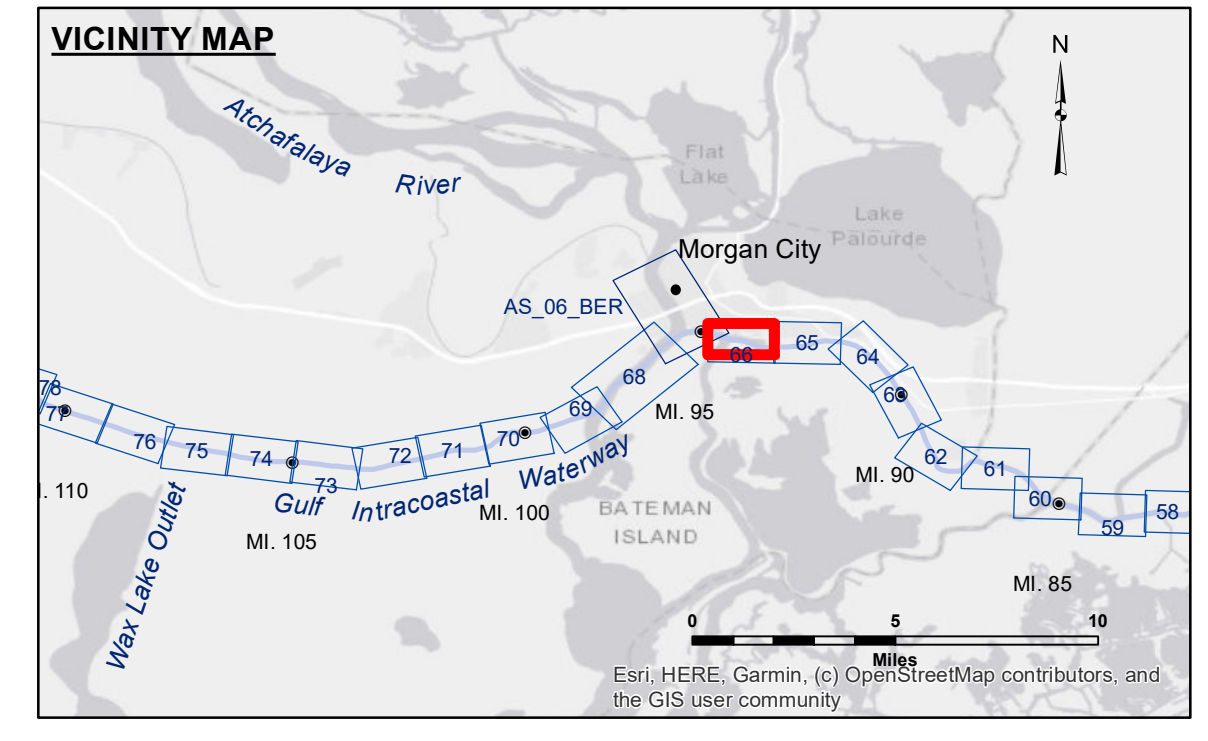 VICINITY MAP
N
Atchafalaya
River
Flat
Lake
Lake
Palourde
Morgan City
AS_06_BER
66
65
64
63
62
61
60
59
58
68
69
70
71
72
73
74
75
76
77
78
MI. 95
MI. 90
MI. 85
MI. 100
MI. 105
. 110
Gulf Intracoastal Waterway
Wax Lake Outlet
BATEMAN
ISLAND
0 5 10
Miles
Esri, HERE, Garmin, (c) OpenStreetMap contributors, and
the GIS user community